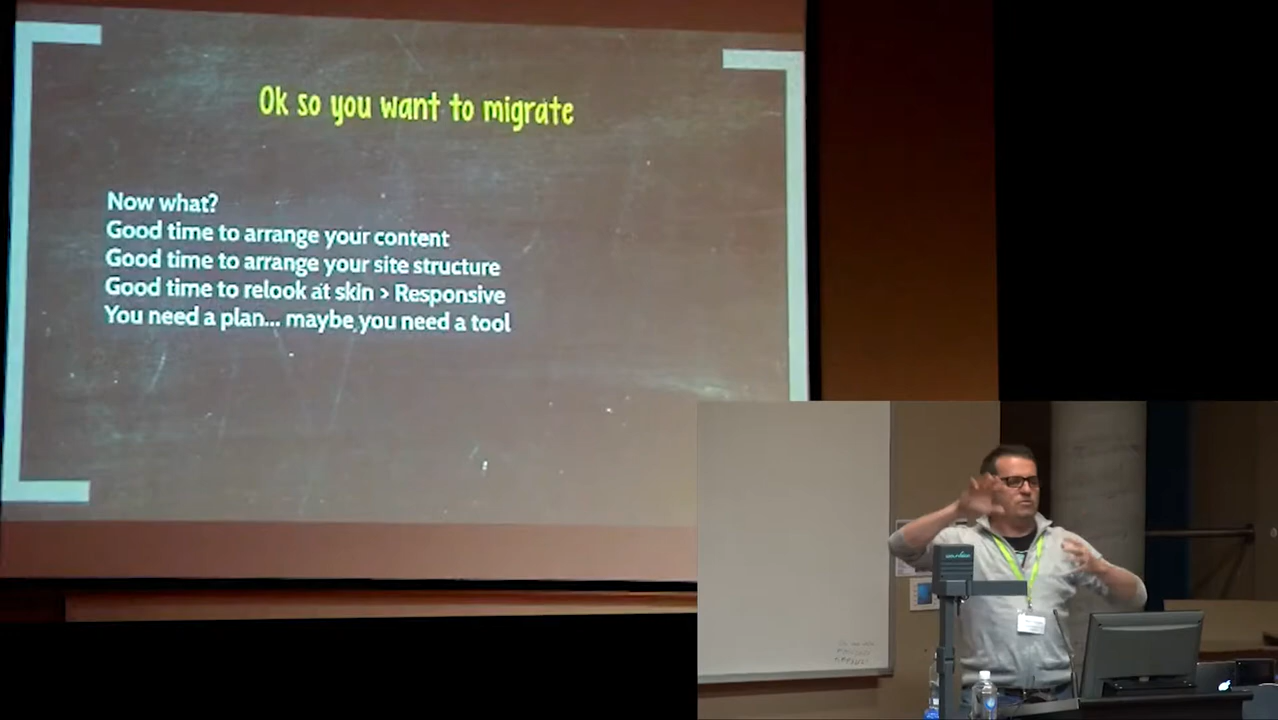 Ok so you want to migrate
Now what?
Good time to arrange your content
Good time to arrange your site structure
Good time to relook at skin > Responsive
You need a plan... maybe you need a tool